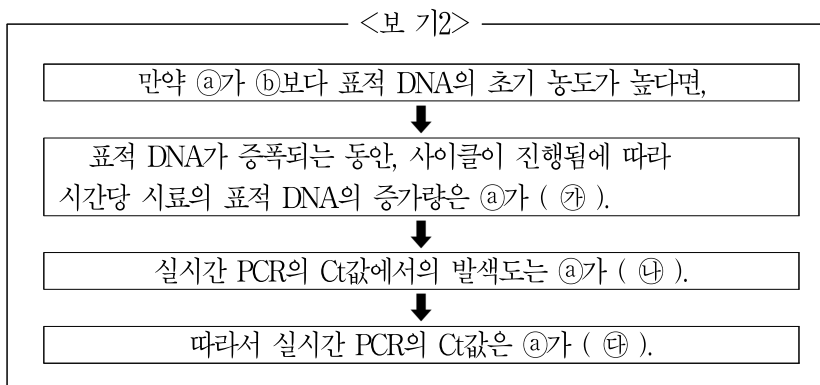 <보 기2>
만약 ⓐ가 ⓑ보다 표적 DNA의 초기 농도가 높다면,
표적 DNA가 증폭되는 동안, 사이클이 진행됨에 따라
시간당 시료의 표적 DNA의 증가량은 ⓐ가 ( ㉮ ).
실시간 PCR의 Ct값에서의 발색도는 ⓐ가 ( ㉯ ).
따라서 실시간 PCR의 Ct값은 ⓐ가 ( ㉰ ).